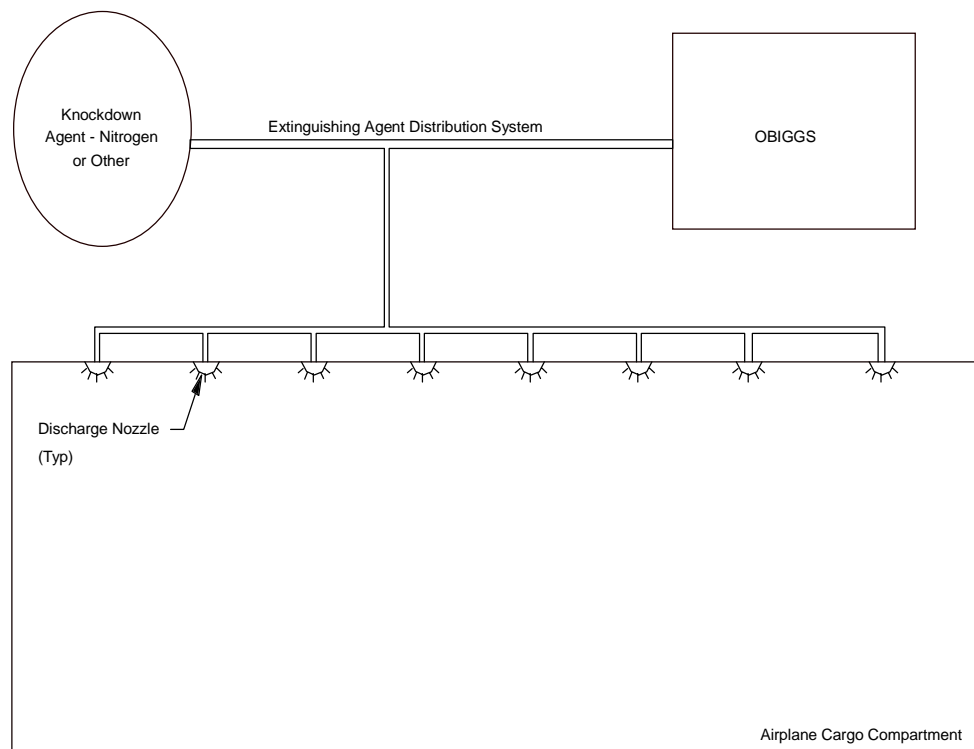 Knockdown
Agent - Nitrogen
or Other
Extinguishing Agent Distribution System
OBIGGS
Discharge Nozzle
(Typ)
Airplane Cargo Compartment